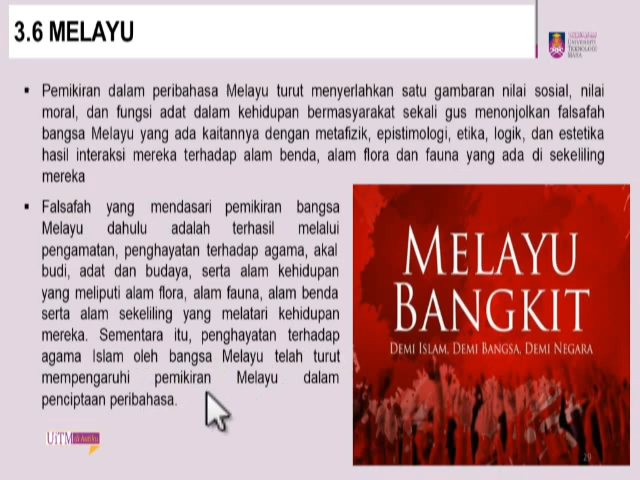 3.6 MELAYU
UNIVERSITI
TEKNOLOGI
MARA
▪ Pemikiran dalam peribahasa Melayu turut menyerlahkan satu gambaran nilai sosial, nilai
moral, dan fungsi adat dalam kehidupan bermasyarakat sekali gus menonjolkan falsafah
bangsa Melayu yang ada kaitannya dengan metafizik, epistimologi, etika, logik, dan estetika
hasil interaksi mereka terhadap alam benda, alam flora dan fauna yang ada di sekeliling
mereka
▪ Falsafah yang mendasari pemikiran bangsa
Melayu dahulu adalah terhasil melalui
pengamatan, penghayatan terhadap agama, akal
budi, adat dan budaya, serta alam kehidupan
yang meliputi alam flora, alam fauna, alam benda
serta alam sekeliling yang melatari kehidupan
mereka. Sementara itu, penghayatan terhadap
agama Islam oleh bangsa Melayu telah turut
mempengaruhi pemikiran Melayu dalam
penciptaan peribahasa.
MELAYU
BANGKIT
DEMI ISLAM, DEMI BANGSA, DEMI NEGARA
29
UiTM di hatiku